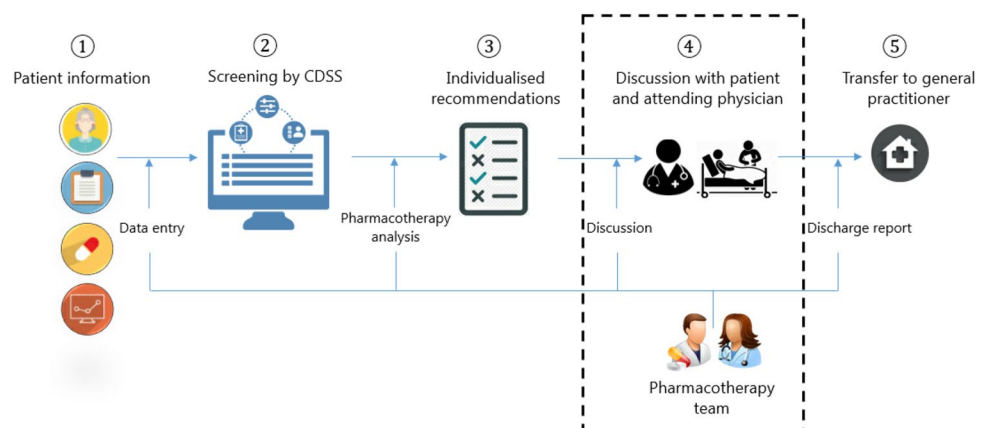 ①
Patient information
②
Screening by CDSS
③
Individualised
recommendations
④
Discussion with patient
and attending physician
⑤
Transfer to general
practitioner
Data entry
Pharmacotherapy
analysis
Discussion
Discharge report
Pharmacotherapy
team